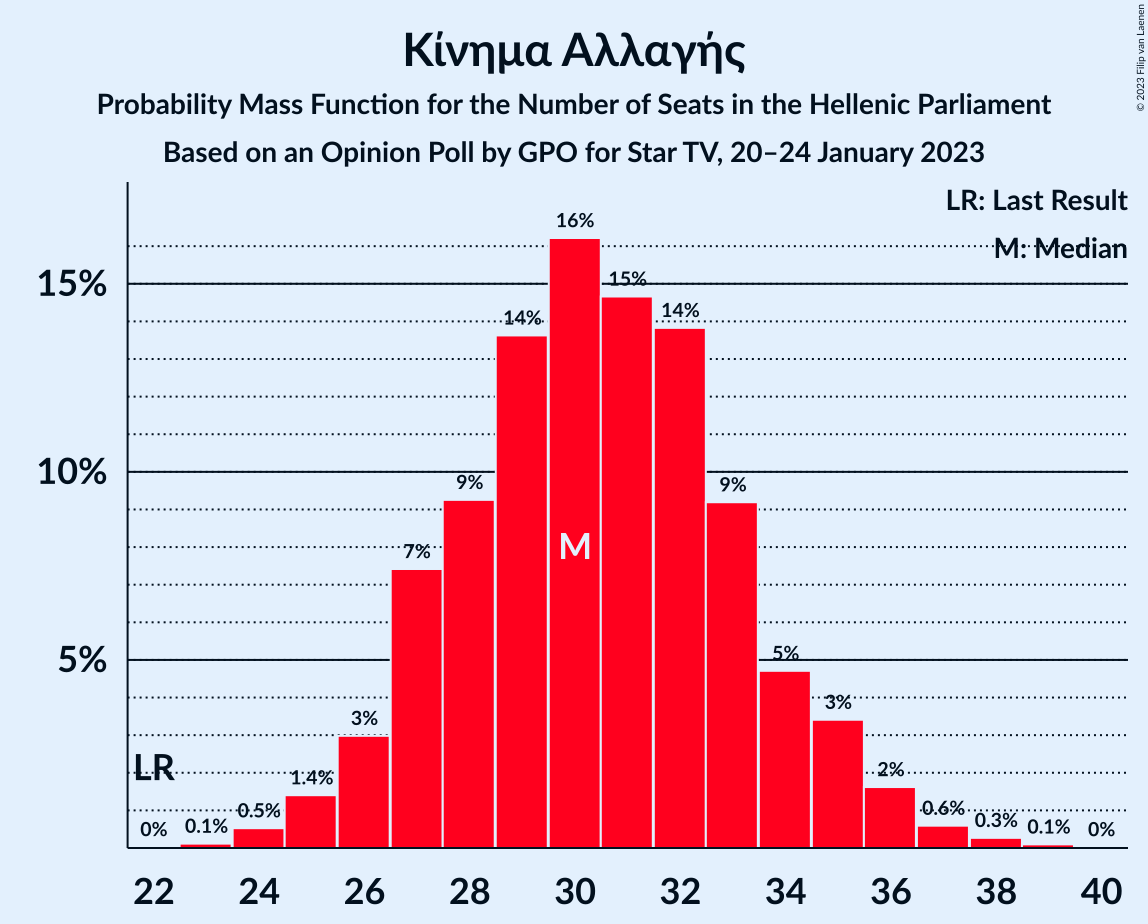 © 2023 Filip van Laenen
Κίνημα Αλλαγής
Probability Mass Function for the Number of Seats in the Hellenic Parliament
Based on an Opinion Poll by GPO for Star TV, 20–24 January 2023
LR: Last Result
M: Median
15%
10%
5%
LR
0%
0.1%
0.5%
1.4%
3%
7%
9%
14%
16%
15%
14%
9%
5%
3%
2%
0.6%
0.3%
0.1%
0%
M
22 24 26 28 30 32 34 36 38 40